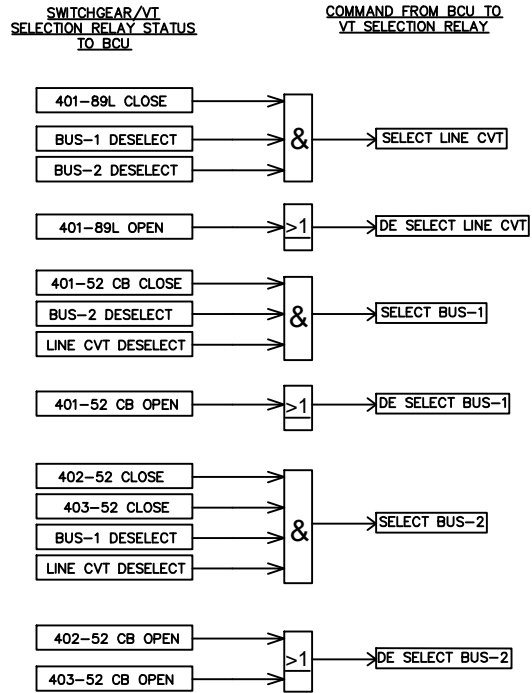 SWITCHGEAR/VT
SELECTION RELAY STATUS
TO BCU
COMMAND FROM BCU TO
VT SELECTION RELAY
401-89L CLOSE
BUS-1 DESELECT
BUS-2 DESELECT
&
SELECT LINE CVT
401-89L OPEN
>1
DE SELECT LINE CVT
401-52 CB CLOSE
BUS-2 DESELECT
LINE CVT DESELECT
&
SELECT BUS-1
401-52 CB OPEN
>1
DE SELECT BUS-1
402-52 CLOSE
403-52 CLOSE
BUS-1 DESELECT
LINE CVT DESELECT
&
SELECT BUS-2
402-52 CB OPEN
403-52 CB OPEN
>1
DE SELECT BUS-2